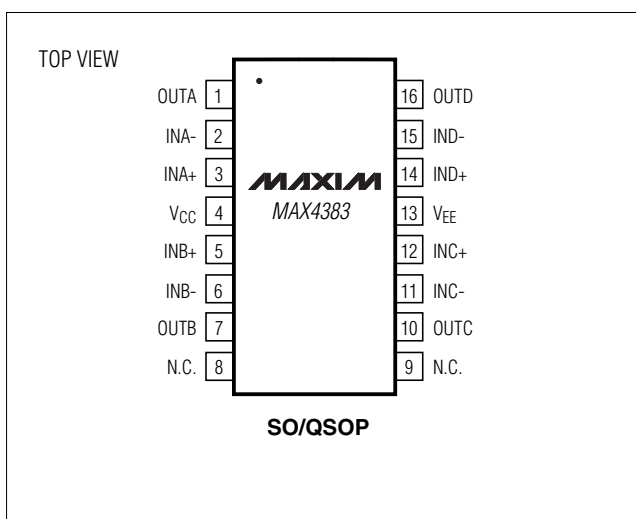 TOP VIEW
OUTA 1 16 OUTD
INA- 2 15 IND-
INA+ 3 14 IND+
MAXIM
VCC 4 MAX4383 13 VEE
INB+ 5 12 INC+
INB- 6 11 INC-
OUTB 7 10 OUTC
N.C. 8 9 N.C.
SO/QSOP